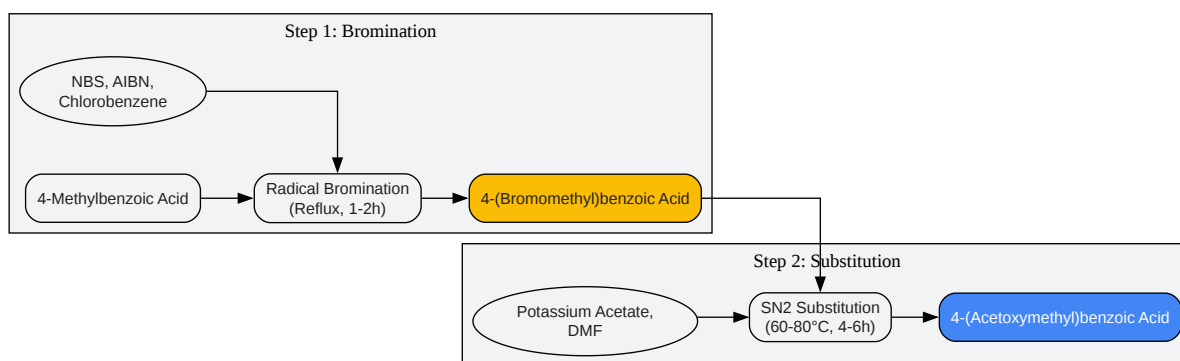 Step 1: Bromination
NBS, AIBN,
Chlorobenzene
4-Methylbenzoic Acid
Radical Bromination
(Reflux, 1-2h)
4-(Bromomethyl)benzoic Acid
Step 2: Substitution
Potassium Acetate,
DMF
SN2 Substitution
(60-80°C, 4-6h)
4-(Acetoxymethyl)benzoic Acid